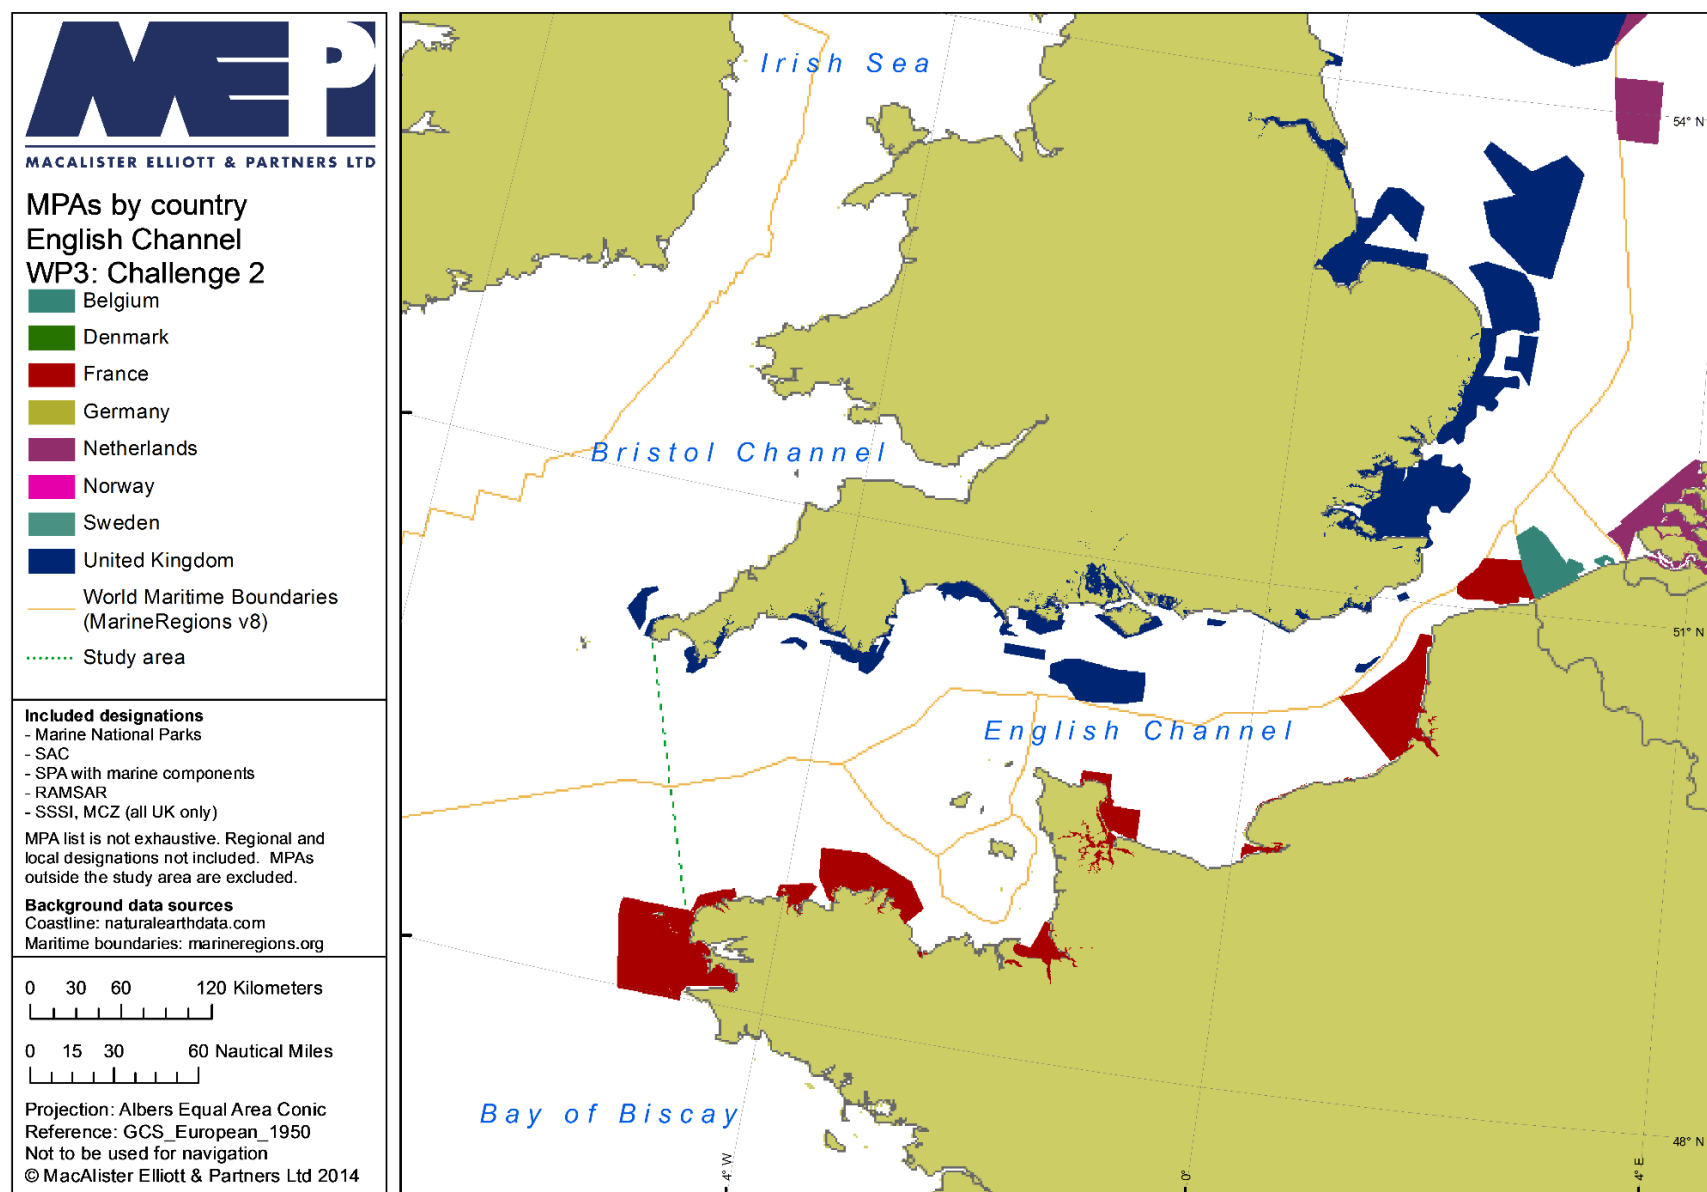 MEP
MACALISTER ELLIOTT & PARTNERS LTD
MPAs by country
English Channel
WP3: Challenge 2
Belgium
Denmark
France
Germany
Netherlands
Norway
Sweden
United Kingdom
World Maritime Boundaries
(MarineRegions v8)
Study area
Included designations
- Marine National Parks
- SAC
- SPA with marine components
- RAMSAR
- SSSI, MCZ (all UK only)
MPA list is not exhaustive. Regional and
local designations not included. MPAs
outside the study area are excluded.
Background data sources
Coastline: naturalearthdata.com
Maritime boundaries: marineregions.org
0 30 60 120 Kilometers
0 15 30 60 Nautical Miles
Projection: Albers Equal Area Conic
Reference: GCS_European_1950
Not to be used for navigation
© MacAlister Elliott & Partners Ltd 2014
Irish Sea
54° N
Bristol Channel
51° N
English Channel
Bay of Biscay
48° N
4° W
0°
4° E